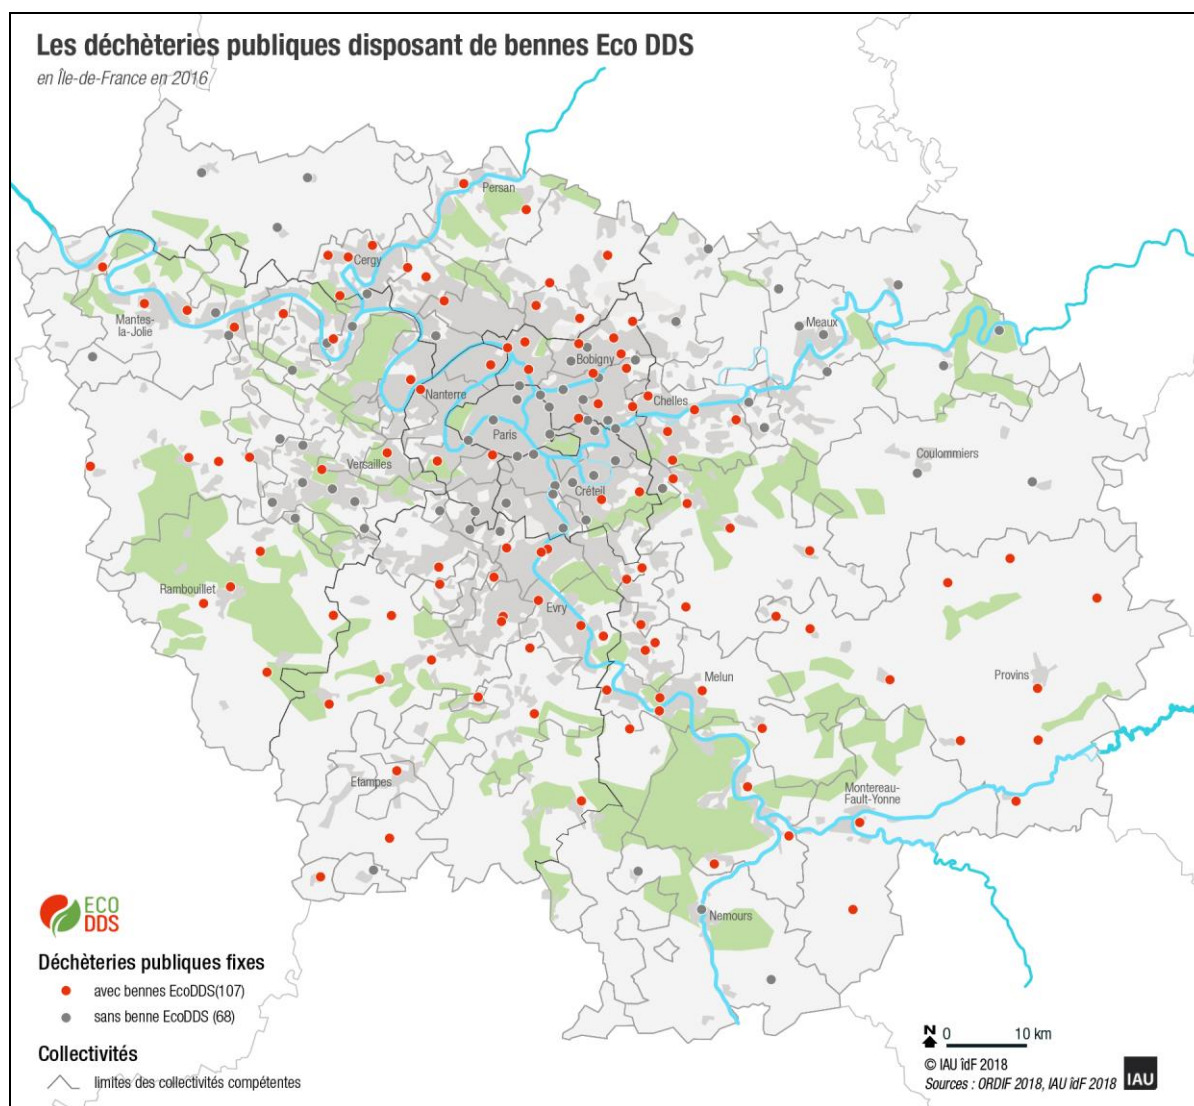 Les déchèteries publiques disposant de bennes Eco DDS
en Île-de-France en 2016
Persan
Cergy
Mantes-
la-Jolie
Meaux
Bobigny
Nanterre
Chelles
Paris
Versailles
Coulommiers
Créteil
Rambouillet
Evry
Melun
Provins
Etampes
Montereau-
Fault-Yonne
Nemours
ECO
DDS
Déchèteries publiques fixes
avec bennes EcoDDS(107)
sans benne EcoDDS (68)
Collectivités
limites des collectivités compétentes
N 0 10 km
© IAU îdF 2018
Sources : ORDIF 2018, IAU îdF 2018
IAU